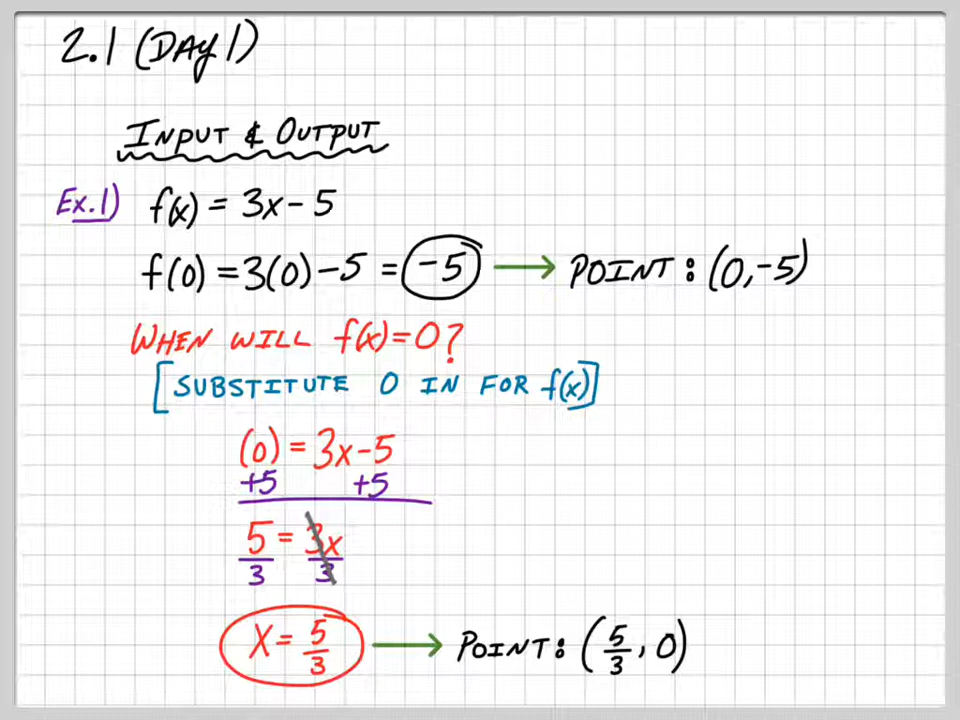 2.1 (DAY 1)
INPUT & OUTPUT
Ex.1) f(x) = 3x - 5
f(0) = 3(0) - 5 = -5 → POINT: (0, -5)
WHEN WILL f(x) = 0?
[SUBSTITUTE 0 IN FOR f(x)]
(0) = 3x - 5
+5 +5
5 = 3x
3 3
X = 5/3 → POINT: (5/3, 0)